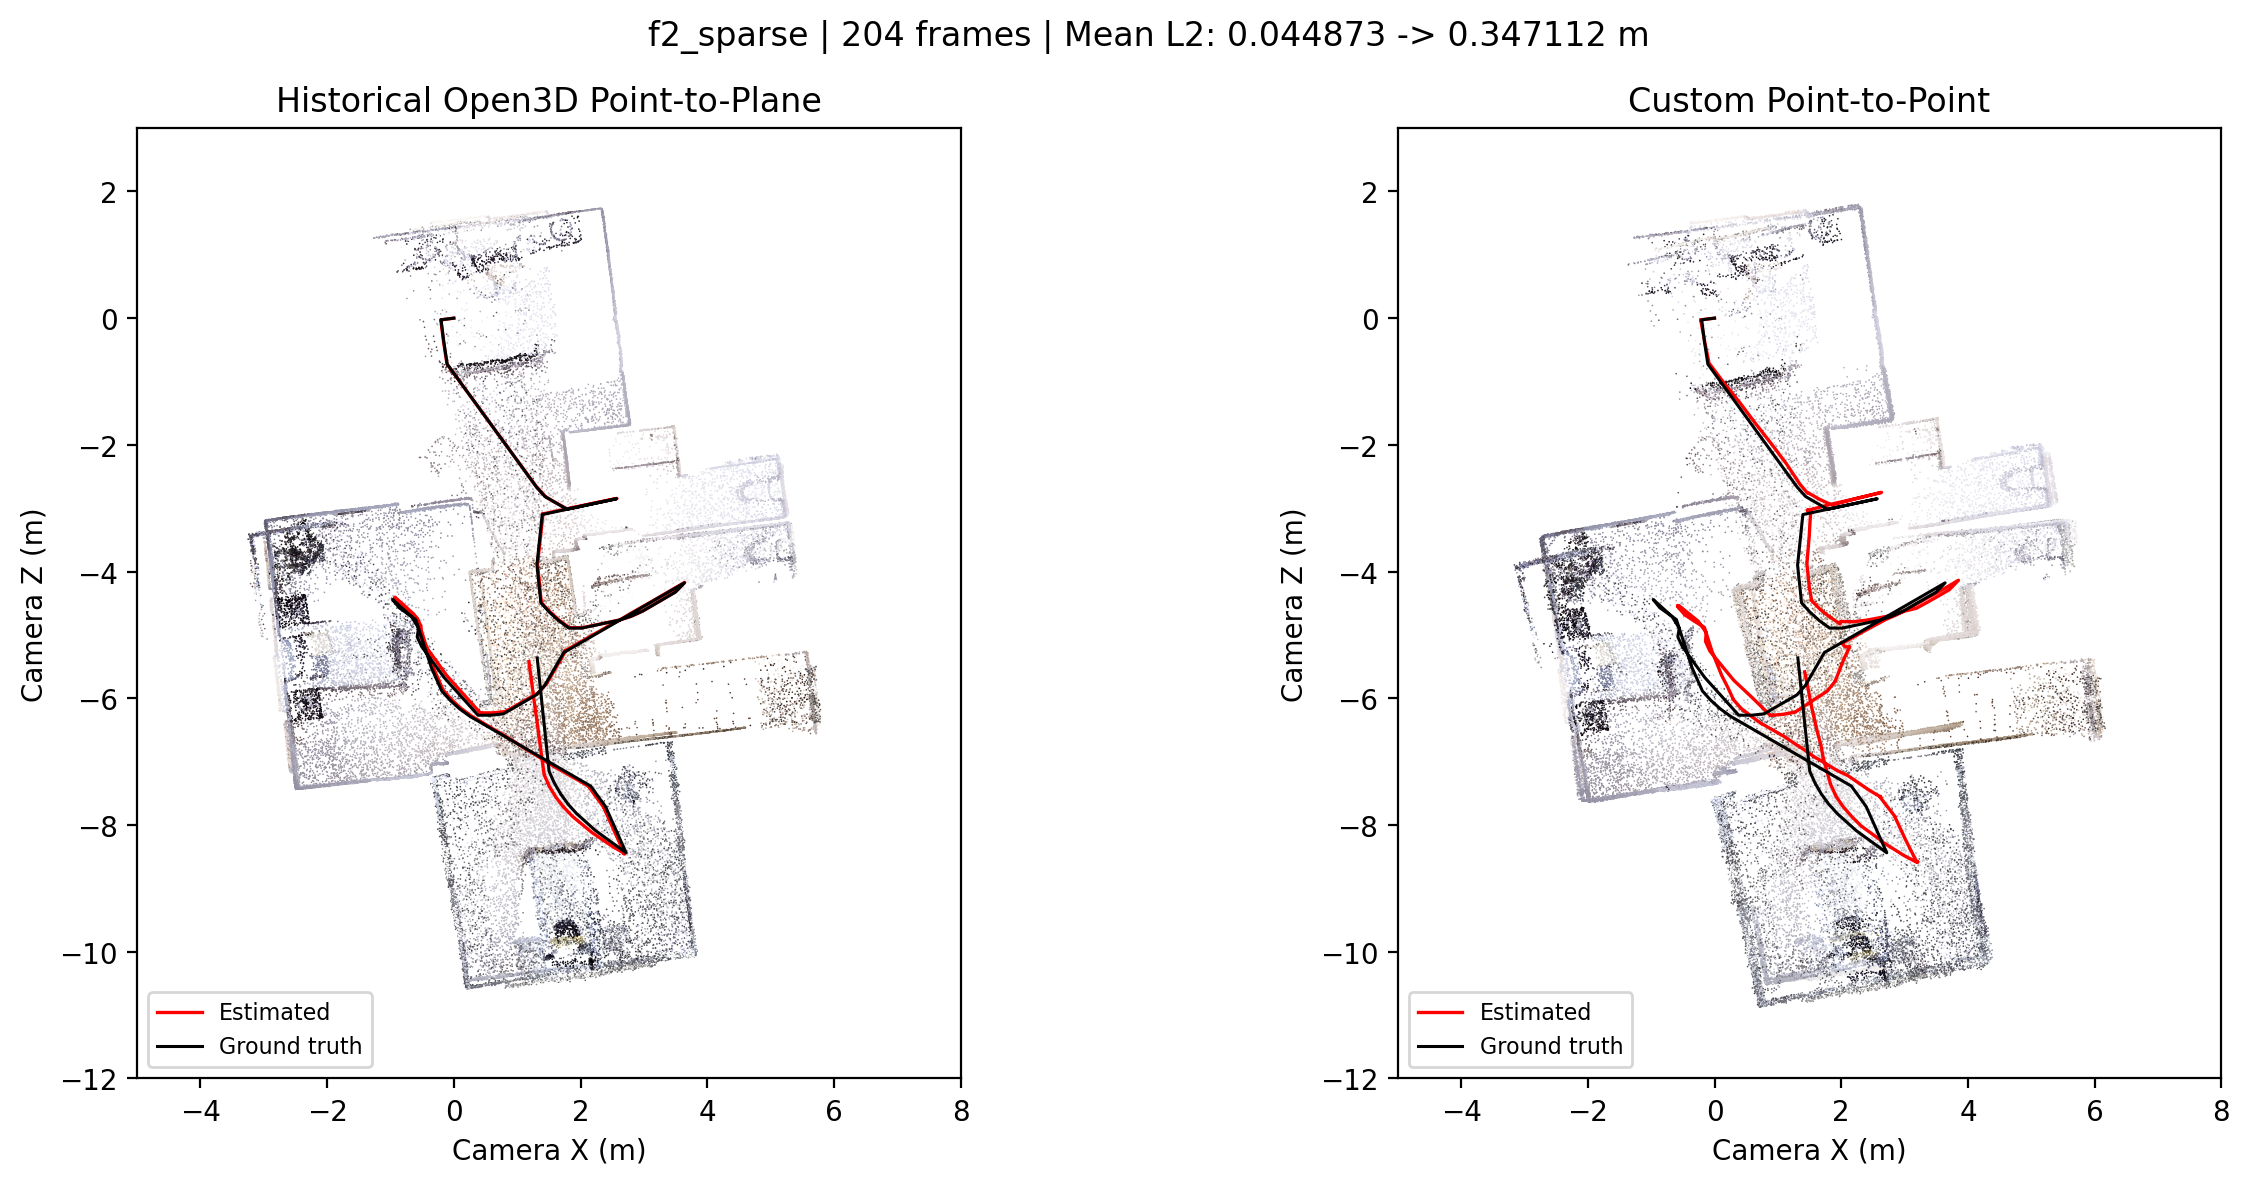 f2_sparse | 204 frames | Mean L2: 0.044873 -> 0.347112 m
Historical Open3D Point-to-Plane
Camera Z (m)
2
0
−2
−4
−6
−8
−10
−12
−4
−2
0
2
4
6
8
Camera X (m)
Estimated
Ground truth
Custom Point-to-Point
Camera Z (m)
2
0
−2
−4
−6
−8
−10
−12
−4
−2
0
2
4
6
8
Camera X (m)
Estimated
Ground truth